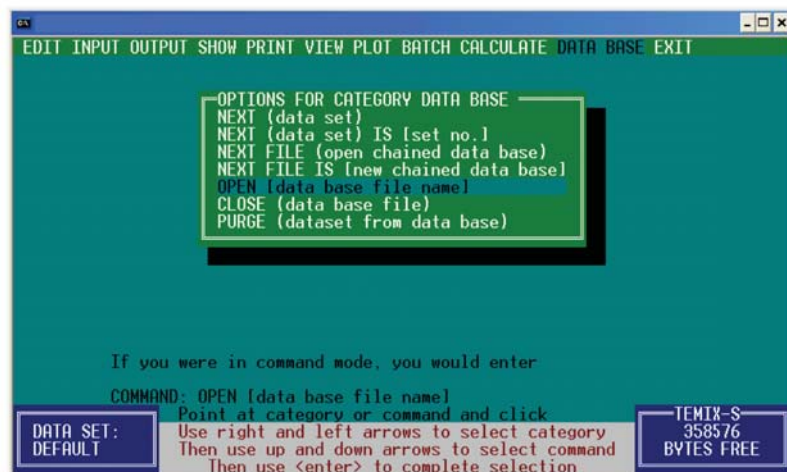 C:\
EDIT INPUT OUTPUT SHOW PRINT VIEW PLOT BATCH CALCULATE DATA BASE EXIT
OPTIONS FOR CATEGORY DATA BASE
NEXT (data set)
NEXT (data set) IS [set no.]
NEXT FILE (open chained data base)
NEXT FILE IS [new chained data base]
OPEN [data base file name]
CLOSE (data base file)
PURGE (dataset from data base)
If you were in command mode, you would enter
COMMAND: OPEN [data base file name]
Point at category or command and click
Use right and left arrows to select category
Then use up and down arrows to select command
Then use <enter> to complete selection
DATA SET:
DEFAULT
TEMIX-S
358576
BYTES FREE